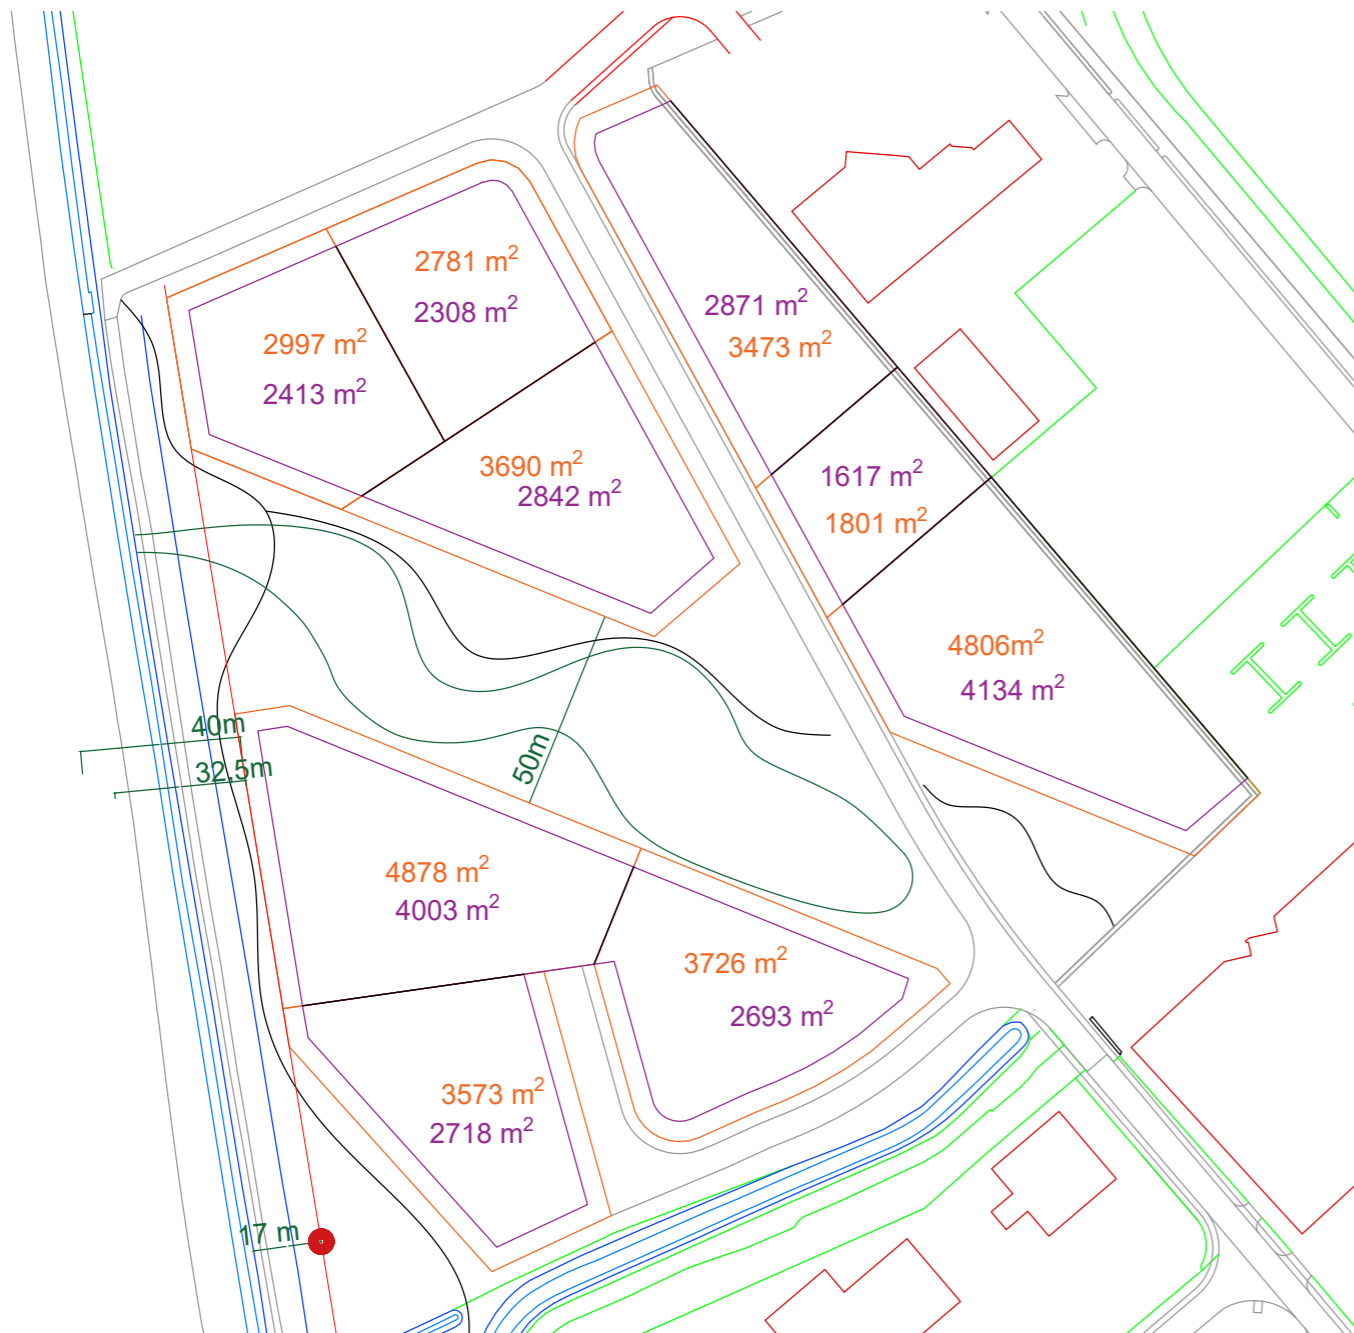 2781 m²
2308 m²
2997 m²
2413 m²
2871 m²
3473 m²
3690 m²
2842 m²
1617 m²
1801 m²
4806m²
4134 m²
40m
32.5m
50m
4878 m²
4003 m²
3726 m²
2693 m²
3573 m²
2718 m²
17 m